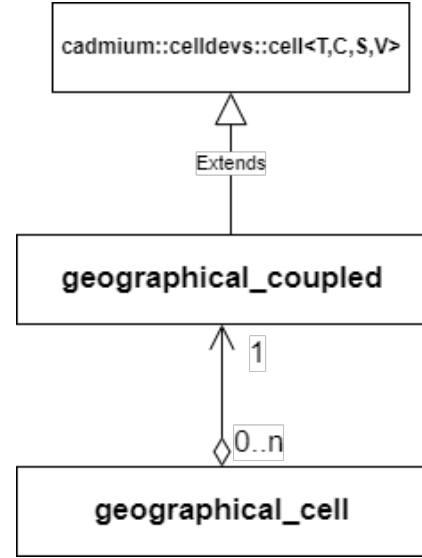 cadmium::celldevs::cell<T,C,S,V>
Extends
geographical_coupled
1
0..n
geographical_cell